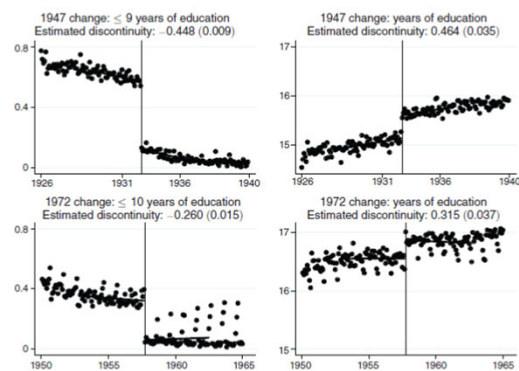 1947 change: ≤ 9 years of education
Estimated discontinuity: −0.448 (0.009)
0.8
0.4
0
1926 1931 1936 1940
1947 change: years of education
Estimated discontinuity: 0.464 (0.035)
17
16
15
1926 1931 1936 1940
1972 change: ≤ 10 years of education
Estimated discontinuity: −0.260 (0.015)
0.8
0.4
0
1950 1955 1960 1965
1972 change: years of education
Estimated discontinuity: 0.315 (0.037)
17
16
15
1950 1955 1960 1965